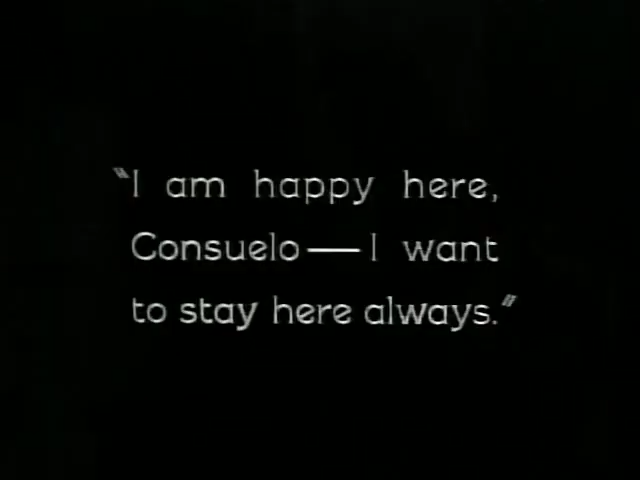 "I am happy here,
Consuelo—I want
to stay here always."